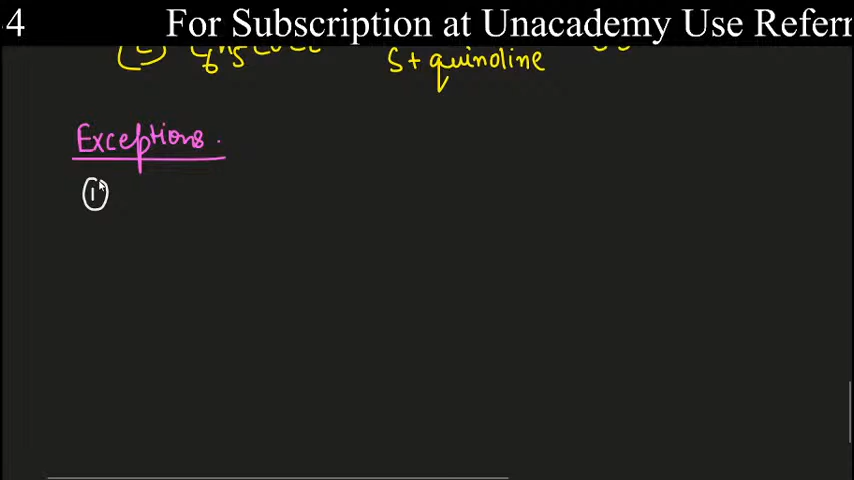 4 For Subscription at Unacademy Use Referr
S+ quinoline
Exceptions.
①